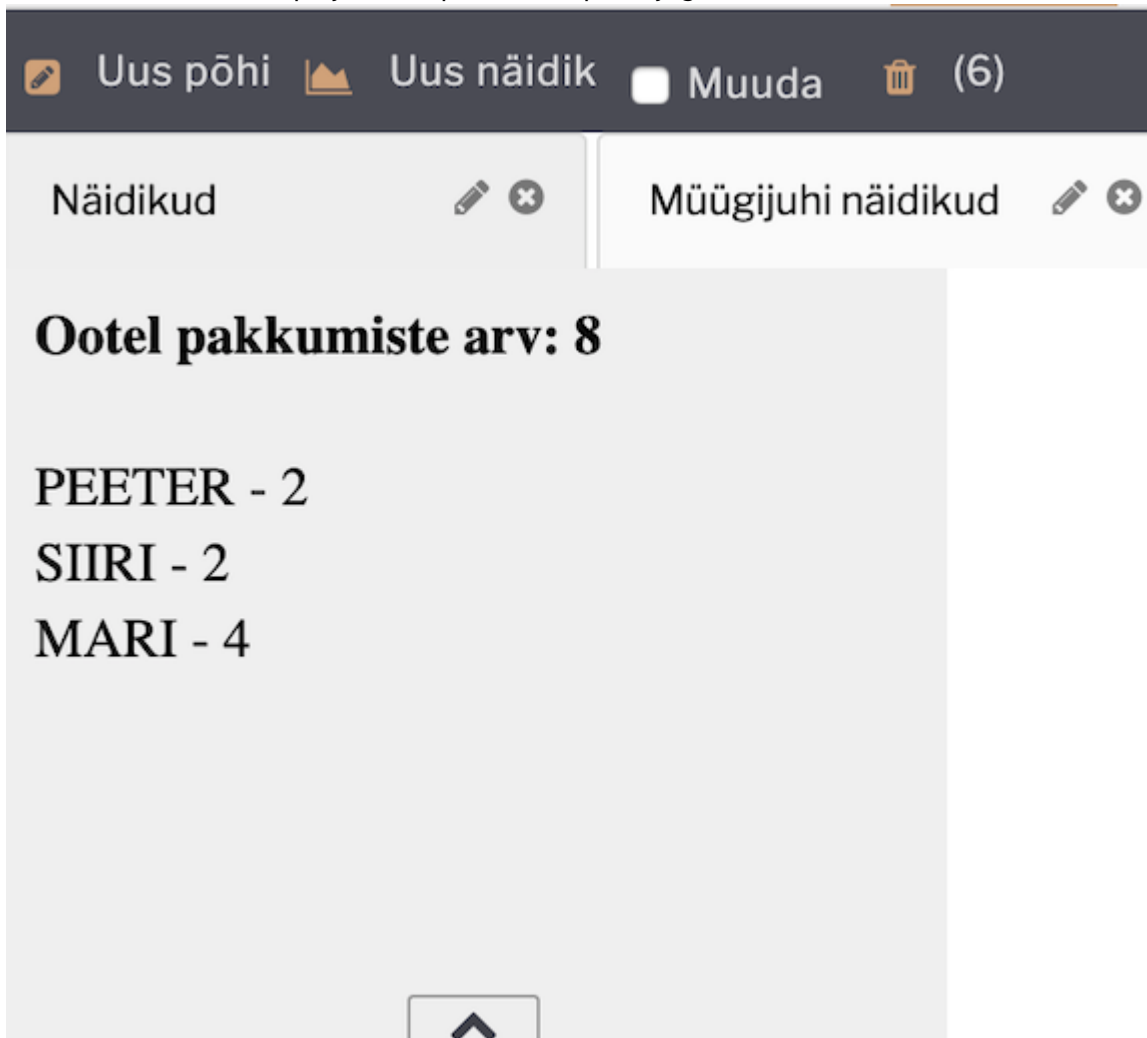 Uus põhi Uus näidik Muuda (6)
Näidikud Müügijuhi näidikud
Ootel pakkumiste arv: 8
PEETER - 2
SIIRI - 2
MARI - 4